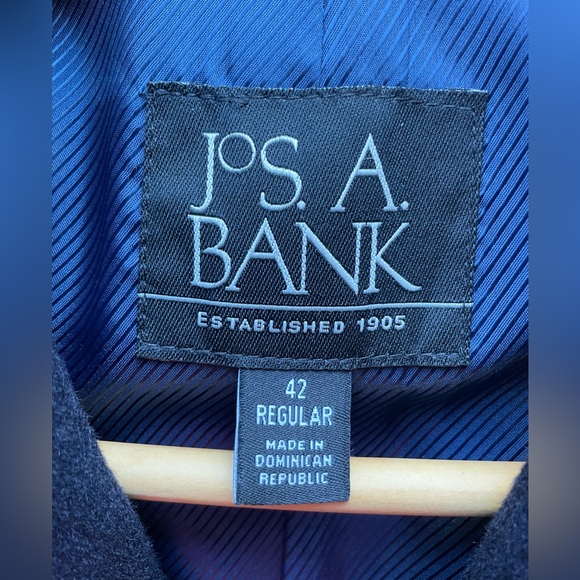 JOS. A.
BANK
ESTABLISHED 1905
42
REGULAR
MADE IN
DOMINICAN
REPUBLIC